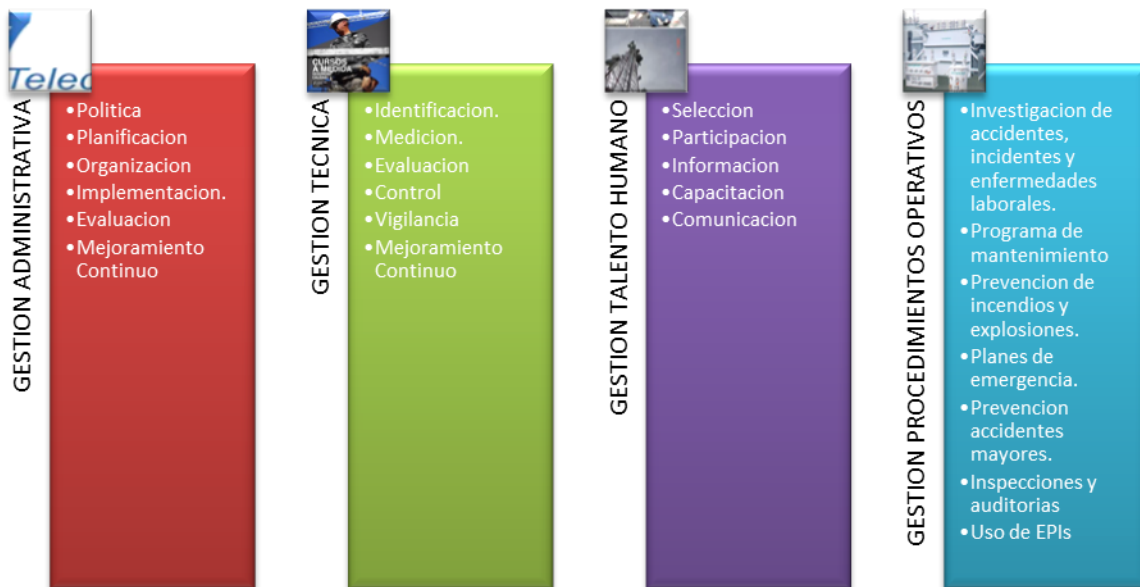 Telec
GESTION ADMINISTRATIVA
•Politica
•Planificacion
•Organizacion
•Implementacion.
•Evaluacion
•Mejoramiento
Continuo
CURSOS
A MEDIDA
GESTION TECNICA
•Identificacion.
•Medicion.
•Evaluacion
•Control
•Vigilancia
•Mejoramiento
Continuo
GESTION TALENTO HUMANO
•Seleccion
•Participacion
•Informacion
•Capacitacion
•Comunicacion
GESTION PROCEDIMIENTOS OPERATIVOS
•Investigacion de
accidentes,
incidentes y
enfermedades
laborales.
•Programa de
mantenimiento
•Prevencion de
incendios y
explosiones.
•Planes de
emergencia.
•Prevencion
accidentes
mayores.
•Inspecciones y
auditorias
•Uso de EPIs